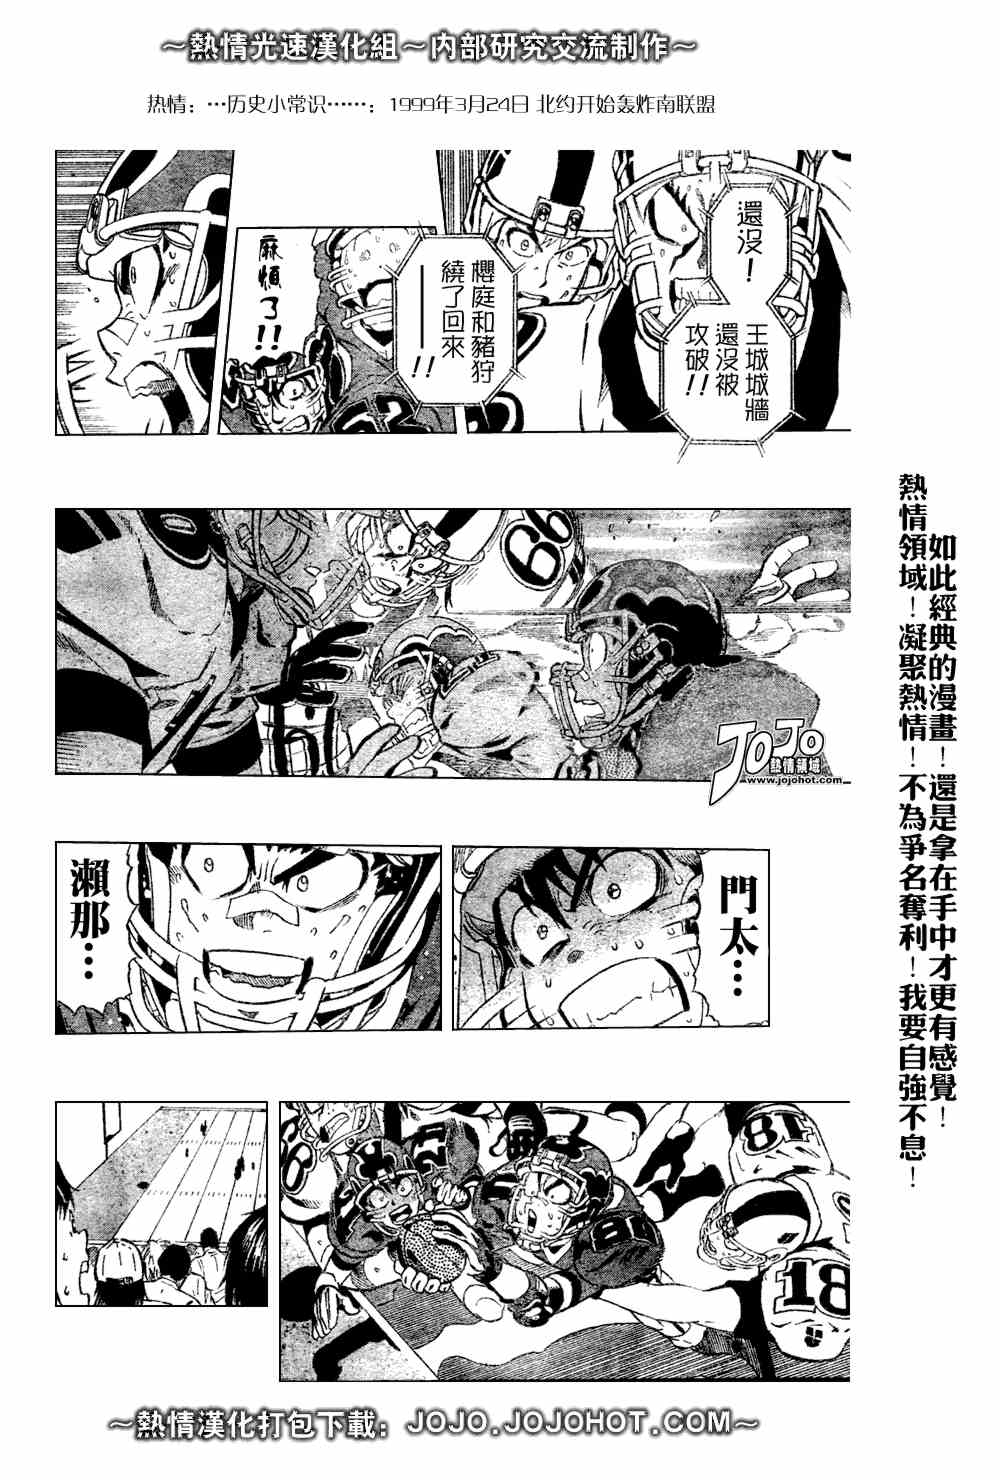 ～熱情光速漢化組～内部研究交流制作～
热情：…历史小常识……：1999年3月24日 北约开始轰炸南联盟
還没！
王城城牆
還没被
攻破！！
櫻庭和豬狩
繞了回來
——！！
麻煩了！！
66
JOJO
熱情領域
www.jojohot.com
如此經典的漫畫！還是拿在手中才更有感覺！
熱情領域！凝聚熱情！不為爭名奪利！我要自強不息！
門太…
瀨那…
81
18
～熱情漢化打包下載：JOJO.JOJOHOT.COM～